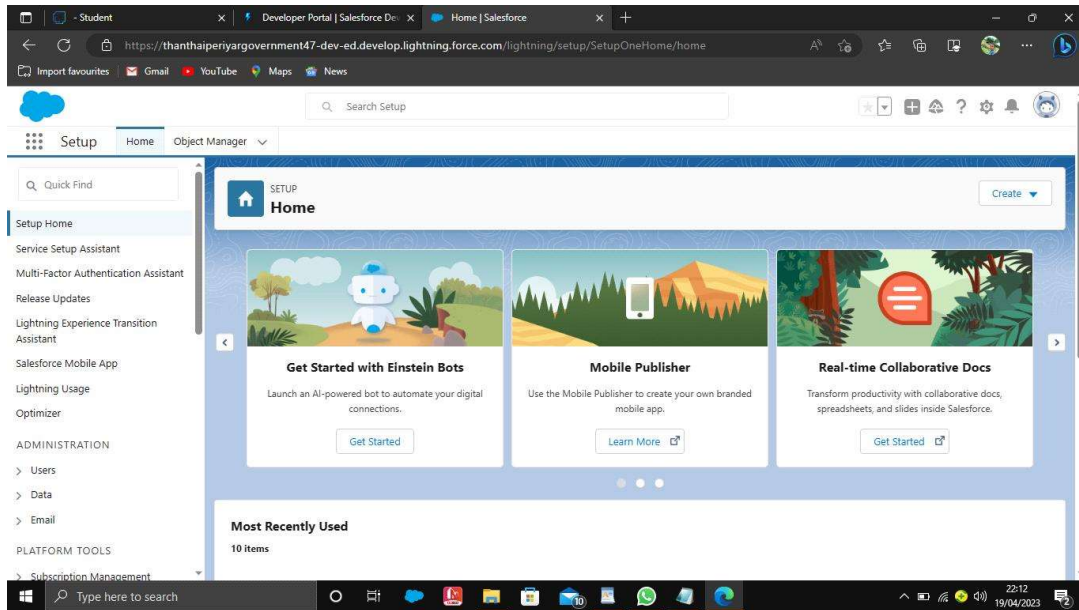 - Student
Developer Portal | Salesforce Dev
Home | Salesforce
https://thanthaiperiyargovernment47-dev-ed.develop.lightning.force.com/lightning/setup/SetupOneHome/home
Import favourites
Gmail
YouTube
Maps
News
Search Setup
Setup
Home
Object Manager
Quick Find
Setup Home
Service Setup Assistant
Multi-Factor Authentication Assistant
Release Updates
Lightning Experience Transition
Assistant
Salesforce Mobile App
Lightning Usage
Optimizer
ADMINISTRATION
Users
Data
Email
PLATFORM TOOLS
Subscription Management
SETUP
Home
Create
Get Started with Einstein Bots
Launch an AI-powered bot to automate your digital
connections.
Get Started
Mobile Publisher
Use the Mobile Publisher to create your own branded
mobile app.
Learn More
Real-time Collaborative Docs
Transform productivity with collaborative docs,
spreadsheets, and slides inside Salesforce.
Get Started
Most Recently Used
10 items
Type here to search
10
22:12
19/04/2023
2